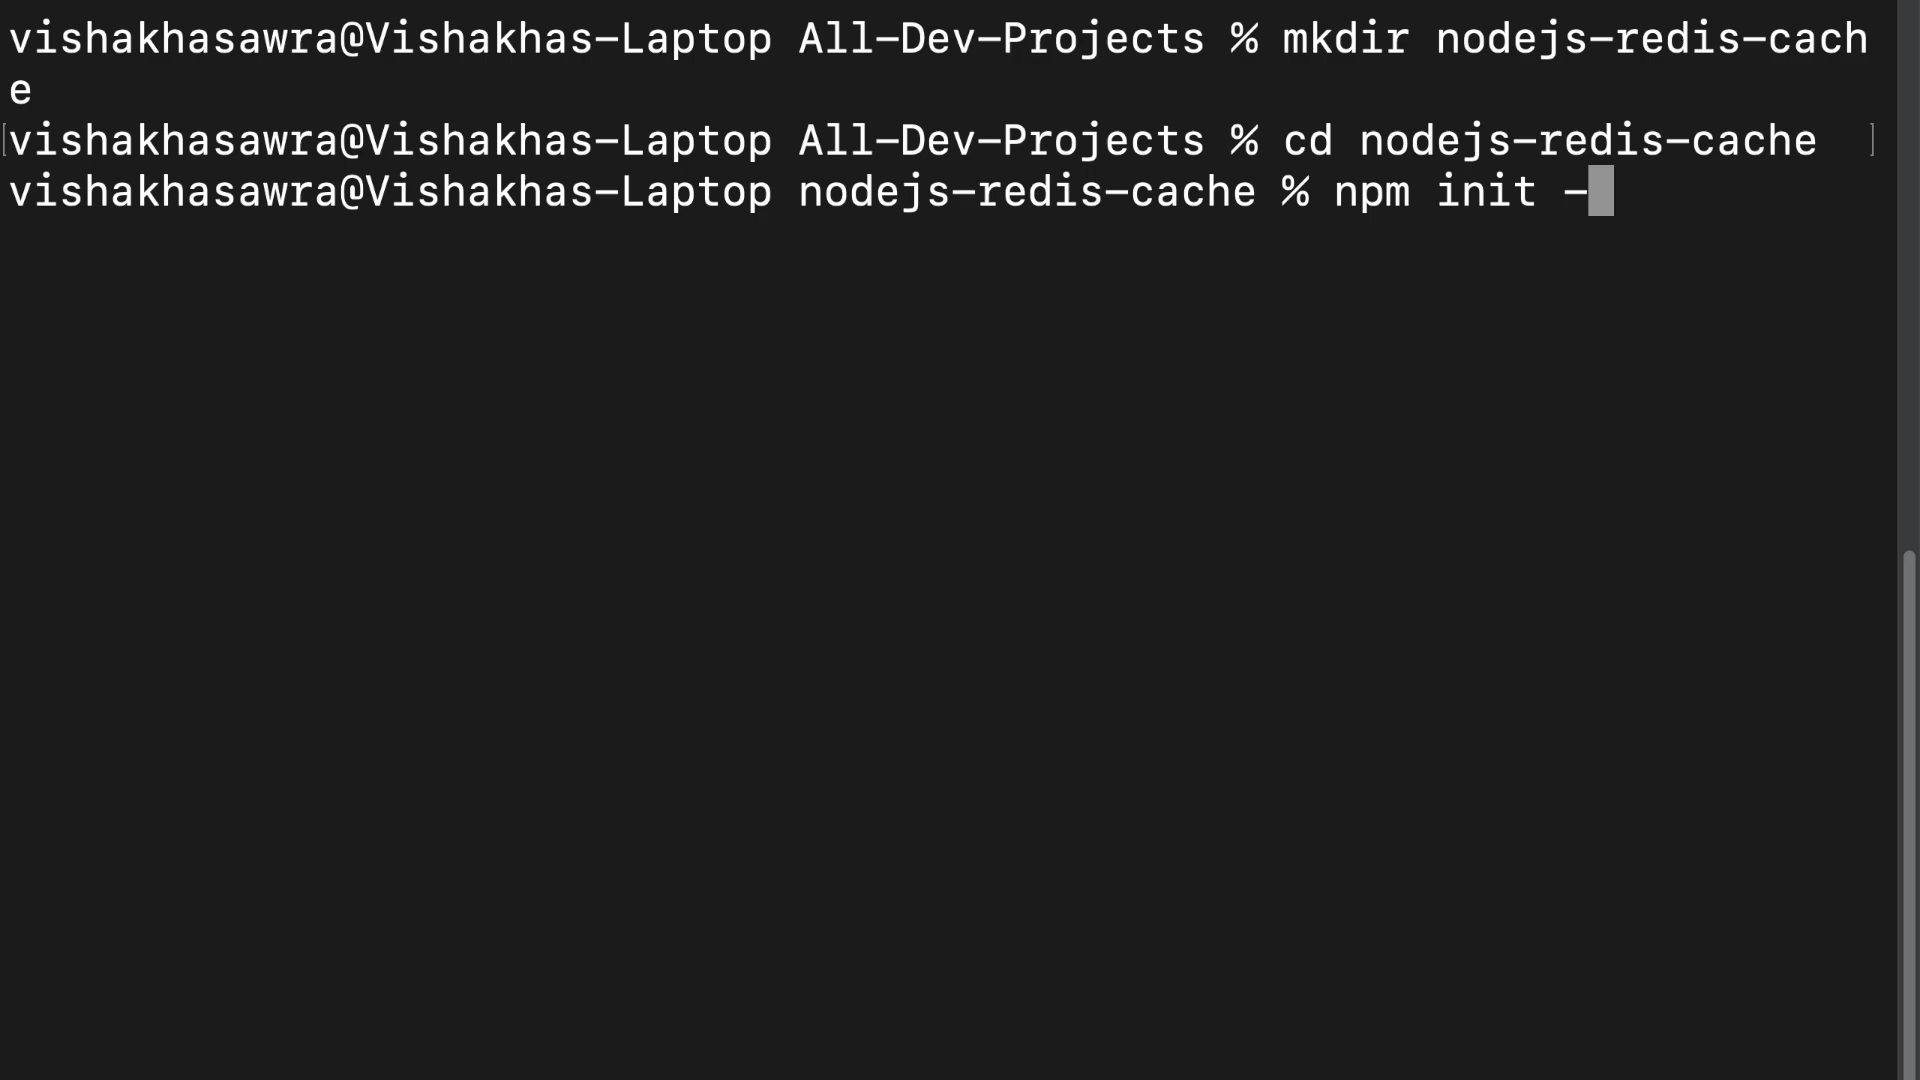 vishakhasawra@Vishakhas-Laptop All-Dev-Projects % mkdir nodejs-redis-cach
e
[vishakhasawra@Vishakhas-Laptop All-Dev-Projects % cd nodejs-redis-cache ]
vishakhasawra@Vishakhas-Laptop nodejs-redis-cache % npm init -